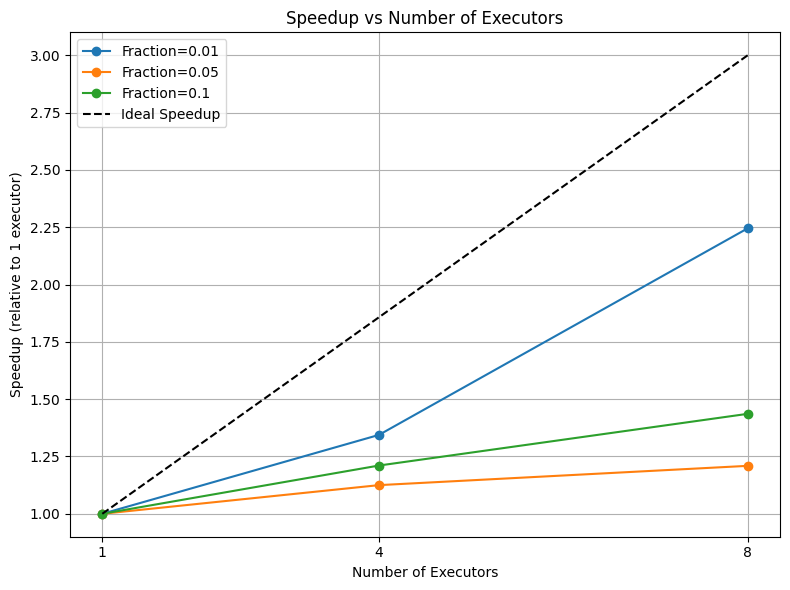 Speedup vs Number of Executors
Fraction=0.01
Fraction=0.05
Fraction=0.1
Ideal Speedup
Speedup (relative to 1 executor)
3.00
2.75
2.50
2.25
2.00
1.75
1.50
1.25
1.00
1
4
8
Number of Executors